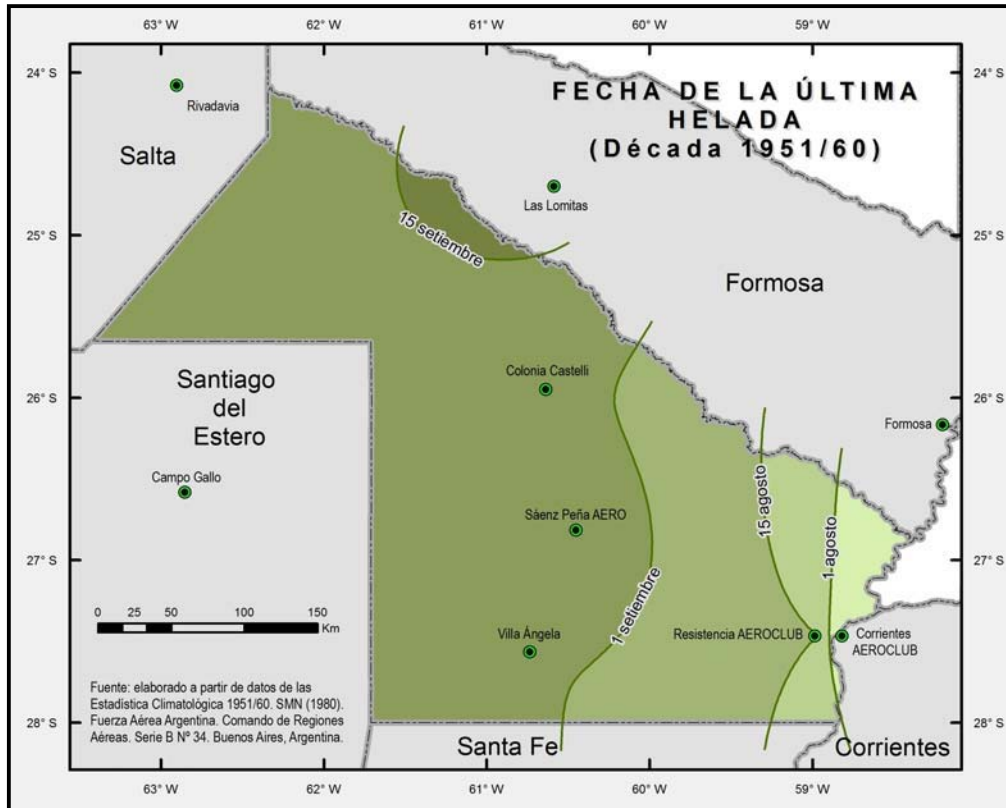 63° W
62° W
61° W
60° W
59° W
24° S
24° S
FECHA DE LA ÚLTIMA
HELADA
(Década 1951/60)
Rivadavia
Salta
Las Lomitas
25° S
25° S
15 setiembre
Formosa
Colonia Castelli
Santiago
del
Estero
26° S
26° S
Formosa
Campo Gallo
Sáenz Peña AERO
15 agosto
1 agosto
27° S
27° S
1 setiembre
0 25 50 100 150
Km
Villa Ángela
Resistencia AEROCLUB
Corrientes
AEROCLUB
Fuente: elaborado a partir de datos de las
Estadística Climatológica 1951/60. SMN (1980).
Fuerza Aérea Argentina. Comando de Regiones
Aéreas. Serie B Nº 34. Buenos Aires, Argentina.
28° S
28° S
Santa Fe
Corrientes
63° W
62° W
61° W
60° W
59° W